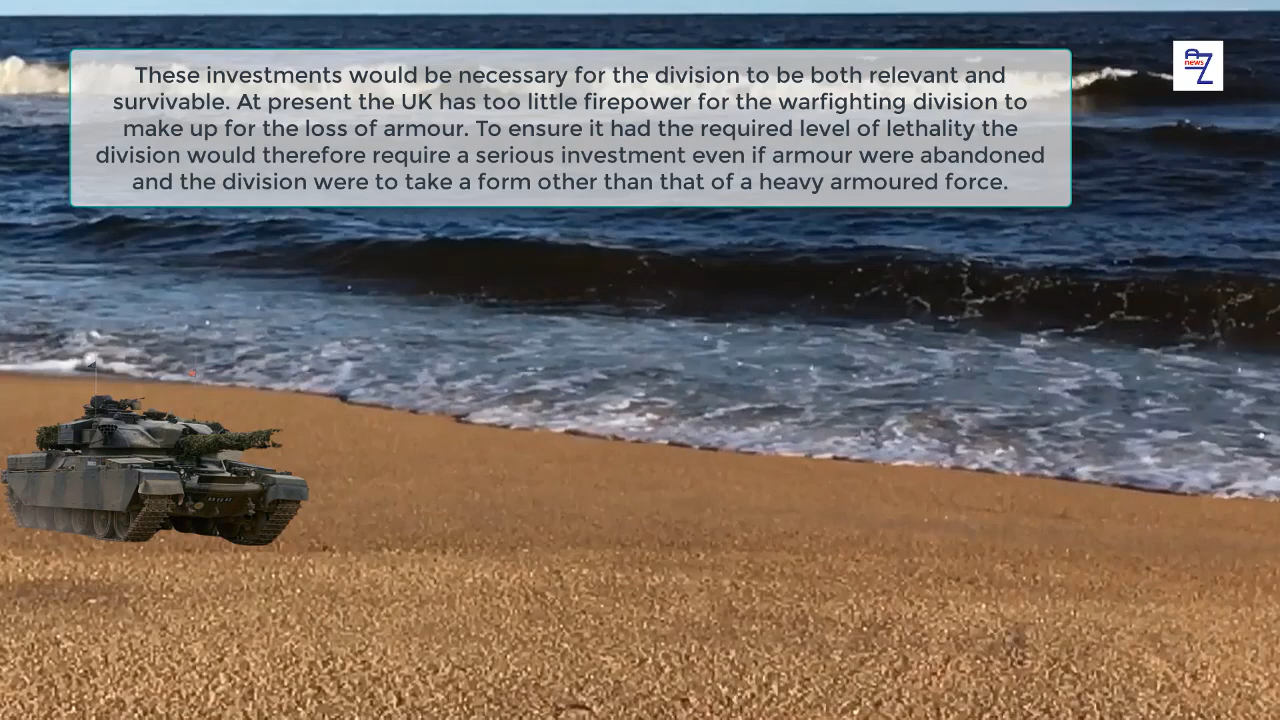 These investments would be necessary for the division to be both relevant and
survivable. At present the UK has too little firepower for the warfighting division to
make up for the loss of armour. To ensure it had the required level of lethality the
division would therefore require a serious investment even if armour were abandoned
and the division were to take a form other than that of a heavy armoured force.
A
news
Z